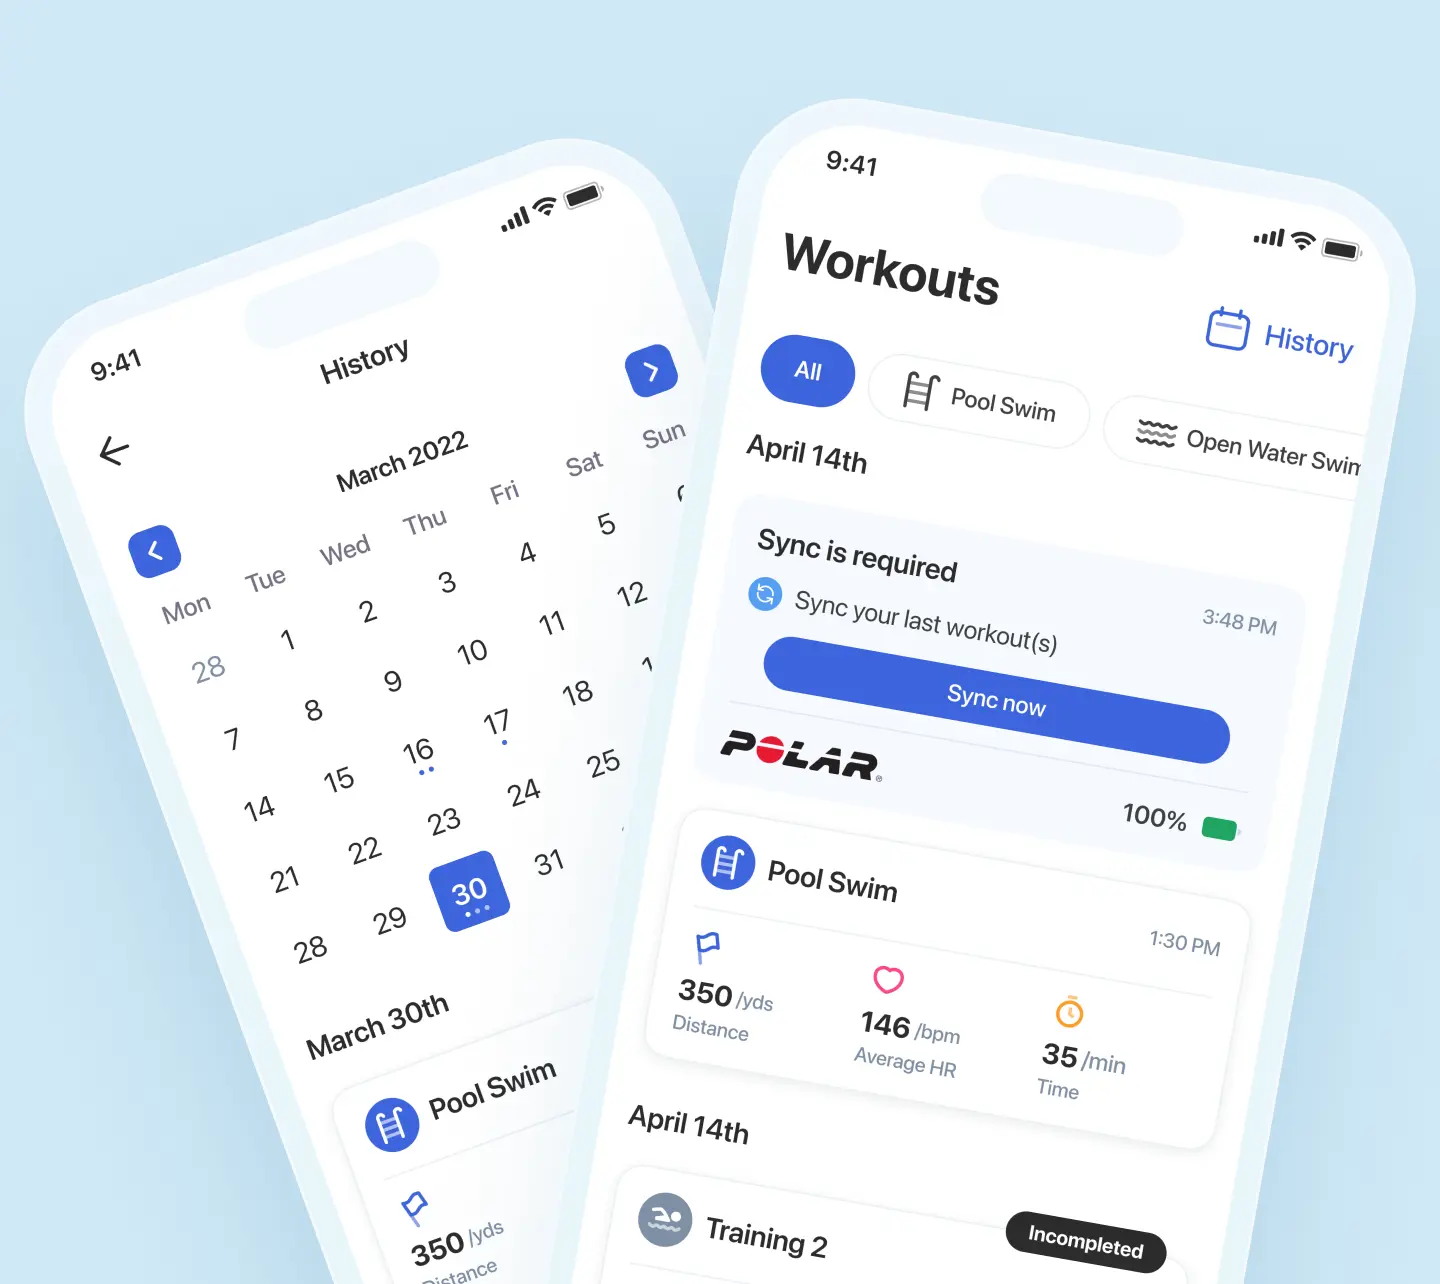 9:41
History
March 2022
Mon Tue Wed Thu Fri Sat Sun
28 1 2 3 4 5
7 8 9 10 11 12
14 15 16 17 18
21 22 23 24 25
28 29 30 31
March 30th
Pool Swim
350 /yds
Distance
9:41
Workouts
History
All
Pool Swim
Open Water Swim
April 14th
Sync is required
3:48 PM
Sync your last workout(s)
Sync now
POLAR®
100%
Pool Swim
1:30 PM
350 /yds
Distance
146 /bpm
Average HR
35 /min
Time
April 14th
Training 2
Incompleted